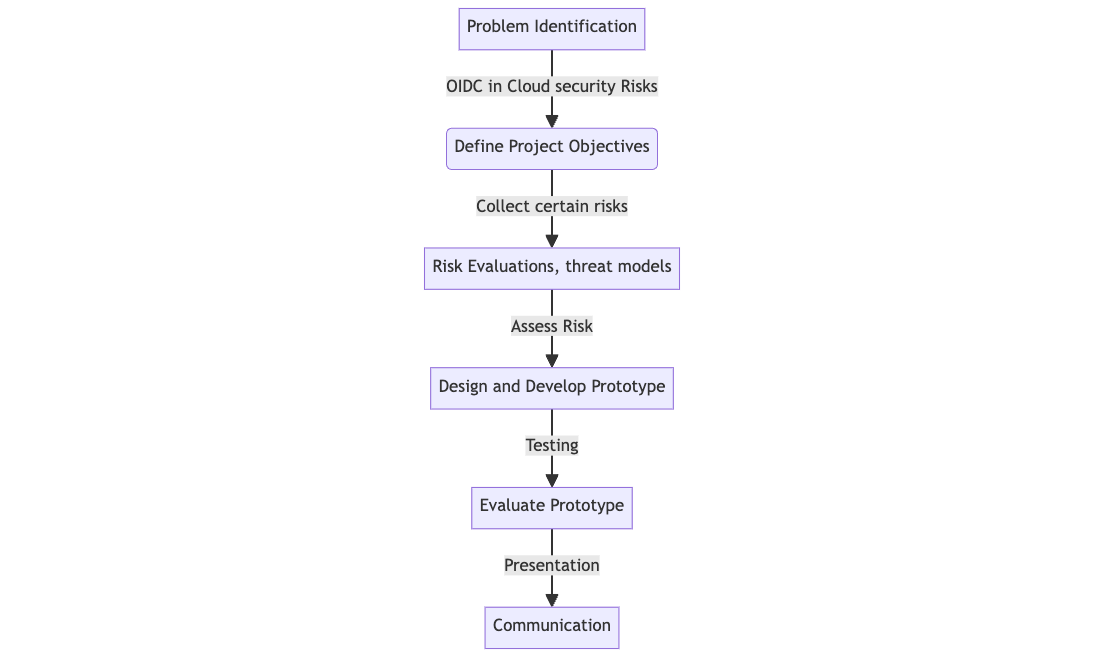 Problem Identification
OIDC in Cloud security Risks
Define Project Objectives
Collect certain risks
Risk Evaluations, threat models
Assess Risk
Design and Develop Prototype
Testing
Evaluate Prototype
Presentation
Communication